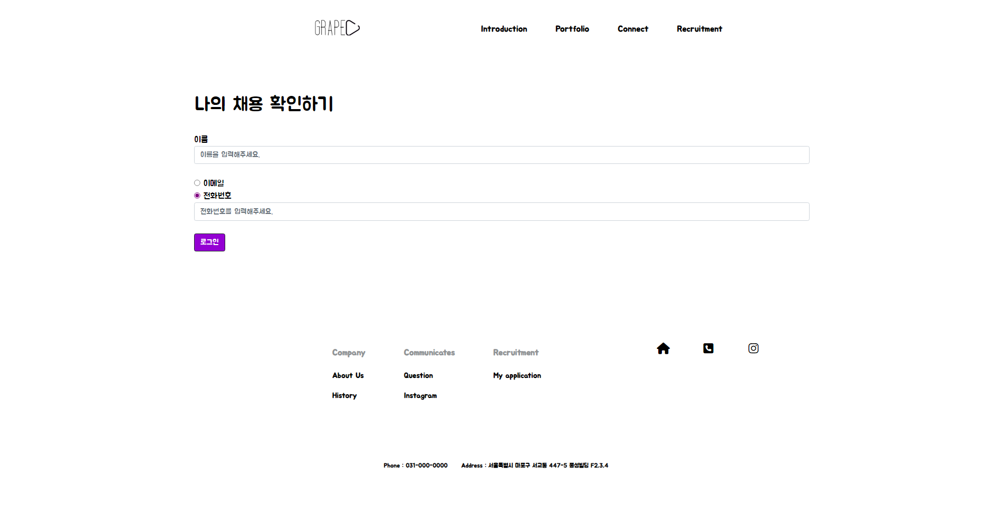 GRAPE
Introduction Portfolio Connect Recruitment
나의 채용 확인하기
이름
이름을 입력해주세요.
이메일
전화번호
전화번호를 입력해주세요.
로그인
Company Communicates Recruitment
About Us Question My application
History Instagram
Phone : 031-000-0000 Address : 서울특별시 마포구 서교동 447-5 풍성빌딩 F2,3,4